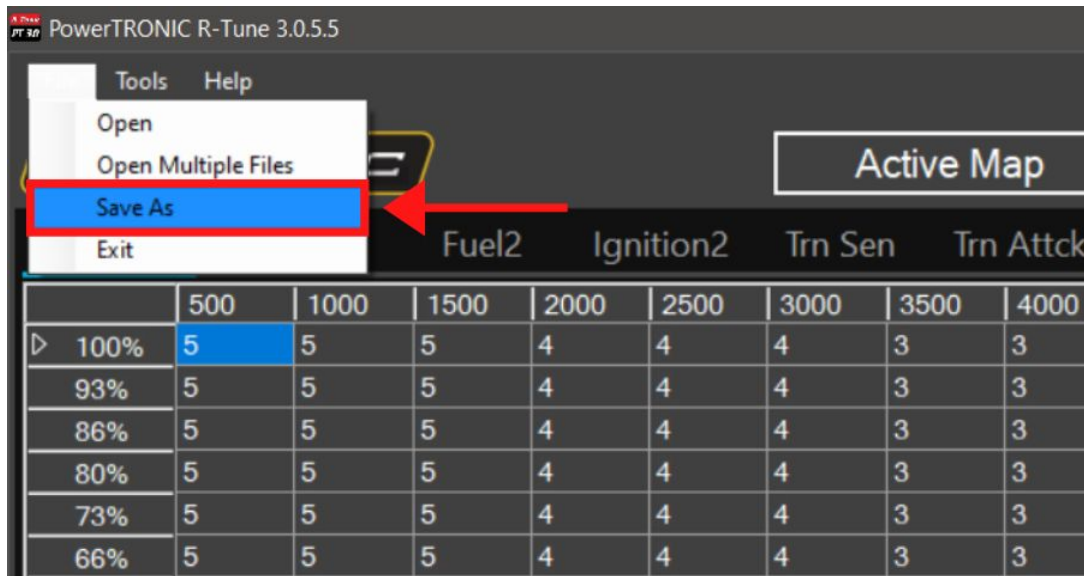 PowerTRONIC R-Tune 3.0.5.5
Tools Help
Open
Open Multiple Files
Active Map
Save As
Exit
Fuel2 Ignition2 Trn Sen Trn Attck
500 1000 1500 2000 2500 3000 3500 4000
100% 5 5 5 4 4 4 3 3
93% 5 5 5 4 4 4 3 3
86% 5 5 5 4 4 4 3 3
80% 5 5 5 4 4 4 3 3
73% 5 5 5 4 4 4 3 3
66% 5 5 5 4 4 4 3 3